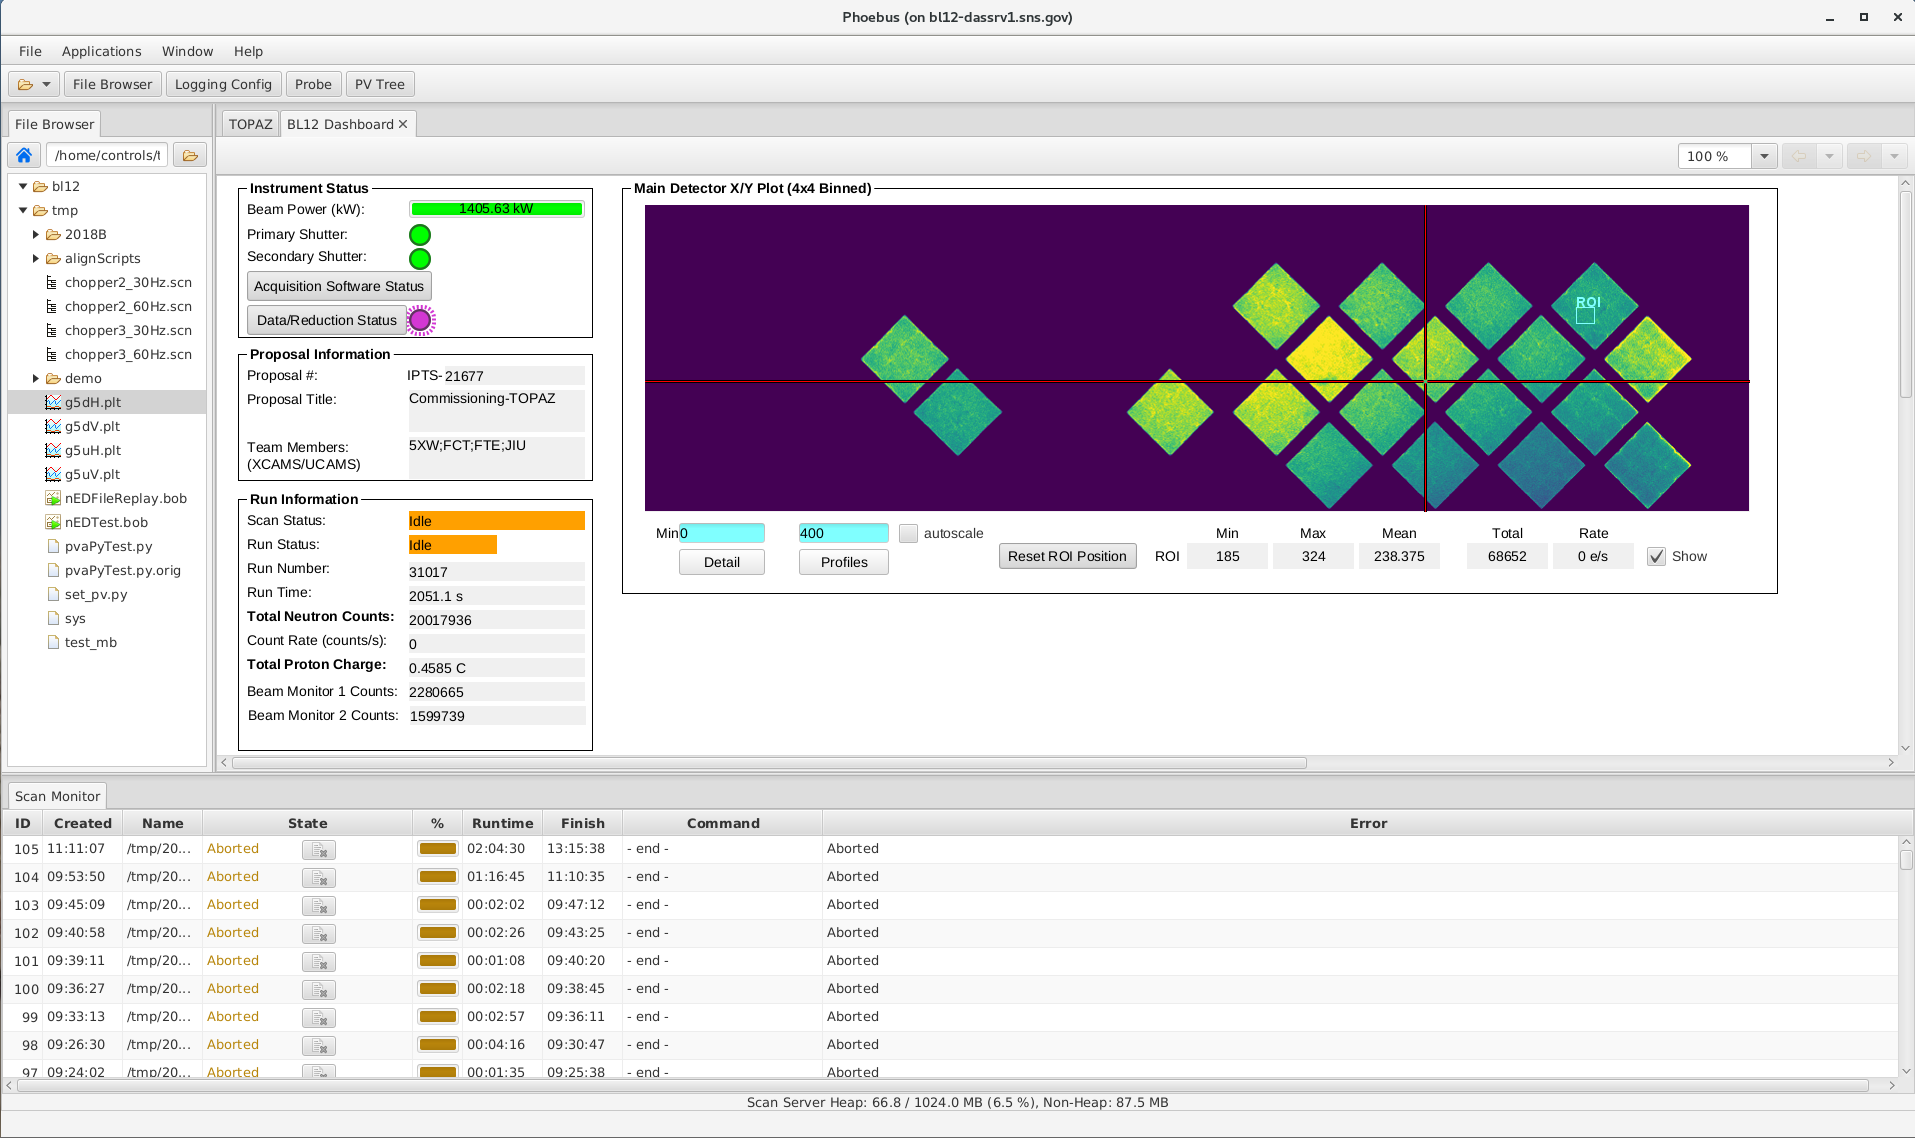 Phoebus (on bl12-dassrv1.sns.gov)
File Applications Window Help
File Browser Logging Config Probe PV Tree
File Browser
/home/controls/t
bl12
tmp
2018B
alignScripts
chopper2_30Hz.scn
chopper2_60Hz.scn
chopper3_30Hz.scn
chopper3_60Hz.scn
demo
g5dH.plt
g5dV.plt
g5uH.plt
g5uV.plt
nEDFileReplay.bob
nEDTest.bob
pvaPyTest.py
pvaPyTest.py.orig
set_pv.py
sys
test_mb
TOPAZ BL12 Dashboard
100 %
Instrument Status
Beam Power (kW): 1405.63 kW
Primary Shutter:
Secondary Shutter:
Acquisition Software Status
Data/Reduction Status
Proposal Information
Proposal #: IPTS- 21677
Proposal Title: Commissioning-TOPAZ
Team Members: 5XW;FCT;FTE;JIU
(XCAMS/UCAMS)
Run Information
Scan Status: Idle
Run Status: Idle
Run Number: 31017
Run Time: 2051.1 s
Total Neutron Counts: 20017936
Count Rate (counts/s): 0
Total Proton Charge: 0.4585 C
Beam Monitor 1 Counts: 2280665
Beam Monitor 2 Counts: 1599739
Main Detector X/Y Plot (4x4 Binned)
ROI
Min 0 400 autoscale
Detail Profiles
Reset ROI Position
Min Max Mean Total Rate
ROI 185 324 238.375 68652 0 e/s Show
Scan Monitor
ID Created Name State % Runtime Finish Command Error
105 11:11:07 /tmp/20... Aborted 02:04:30 13:15:38 - end - Aborted
104 09:53:50 /tmp/20... Aborted 01:16:45 11:10:35 - end - Aborted
103 09:45:09 /tmp/20... Aborted 00:02:02 09:47:12 - end - Aborted
102 09:40:58 /tmp/20... Aborted 00:02:26 09:43:25 - end - Aborted
101 09:39:11 /tmp/20... Aborted 00:01:08 09:40:20 - end - Aborted
100 09:36:27 /tmp/20... Aborted 00:02:18 09:38:45 - end - Aborted
99 09:33:13 /tmp/20... Aborted 00:02:57 09:36:11 - end - Aborted
98 09:26:30 /tmp/20... Aborted 00:04:16 09:30:47 - end - Aborted
97 09:24:02 /tmp/20... Aborted 00:01:35 09:25:38 - end - Aborted
Scan Server Heap: 66.8 / 1024.0 MB (6.5 %), Non-Heap: 87.5 MB